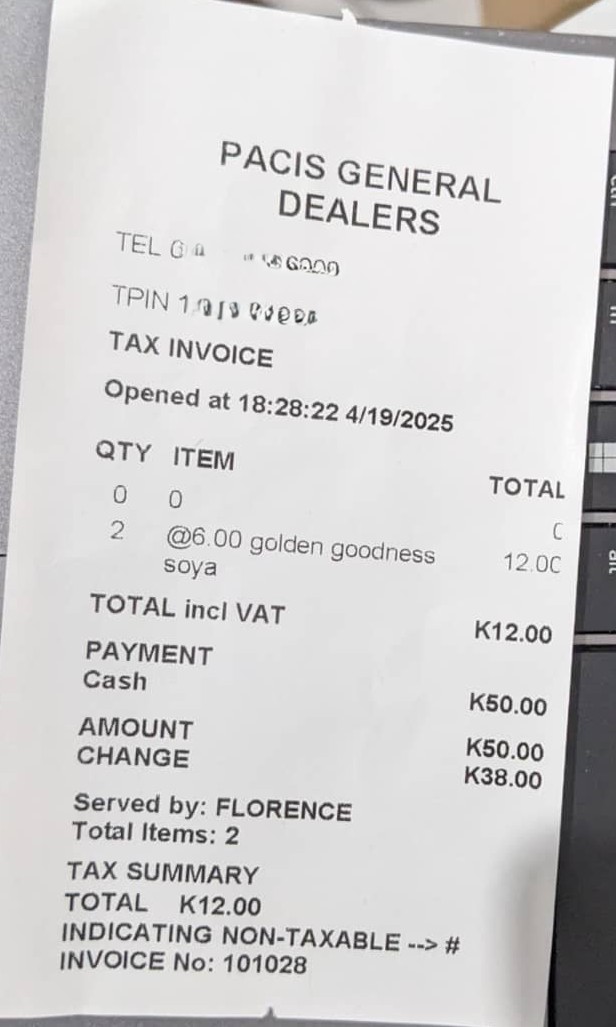 PACIS GENERAL
DEALERS
TEL
TPIN
TAX INVOICE
Opened at 18:28:22 4/19/2025
QTY ITEM TOTAL
0 0
2 @6.00 golden goodness 12.00
soya
TOTAL incl VAT K12.00
PAYMENT
Cash K50.00
AMOUNT K50.00
CHANGE K38.00
Served by: FLORENCE
Total Items: 2
TAX SUMMARY
TOTAL K12.00
INDICATING NON-TAXABLE --> #
INVOICE No: 101028